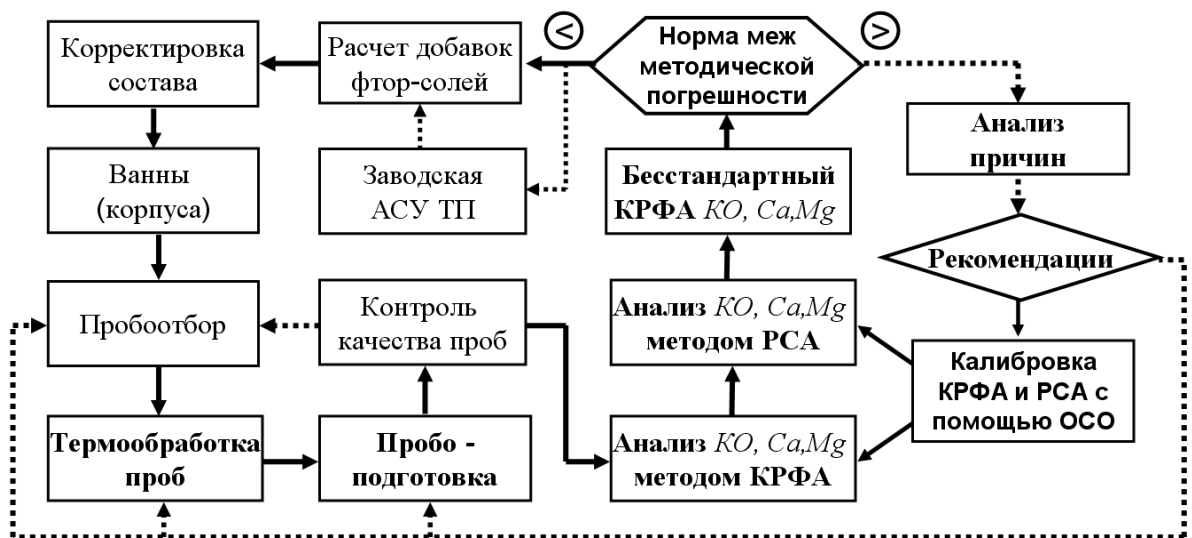 Корректировка
состава
Расчет добавок
фтор-солей
<
Норма меж
методической
погрешности
>
Анализ
причин
Ванны
(корпуса)
Заводская
АСУ ТП
Бесстандартный
КРФА КО, Ca,Mg
Рекомендации
Пробоотбор
Контроль
качества проб
Анализ КО, Ca,Mg
методом РСА
Калибровка
КРФА и РСА с
помощью ОСО
Термообработка
проб
Пробо -
подготовка
Анализ КО, Ca,Mg
методом КРФА